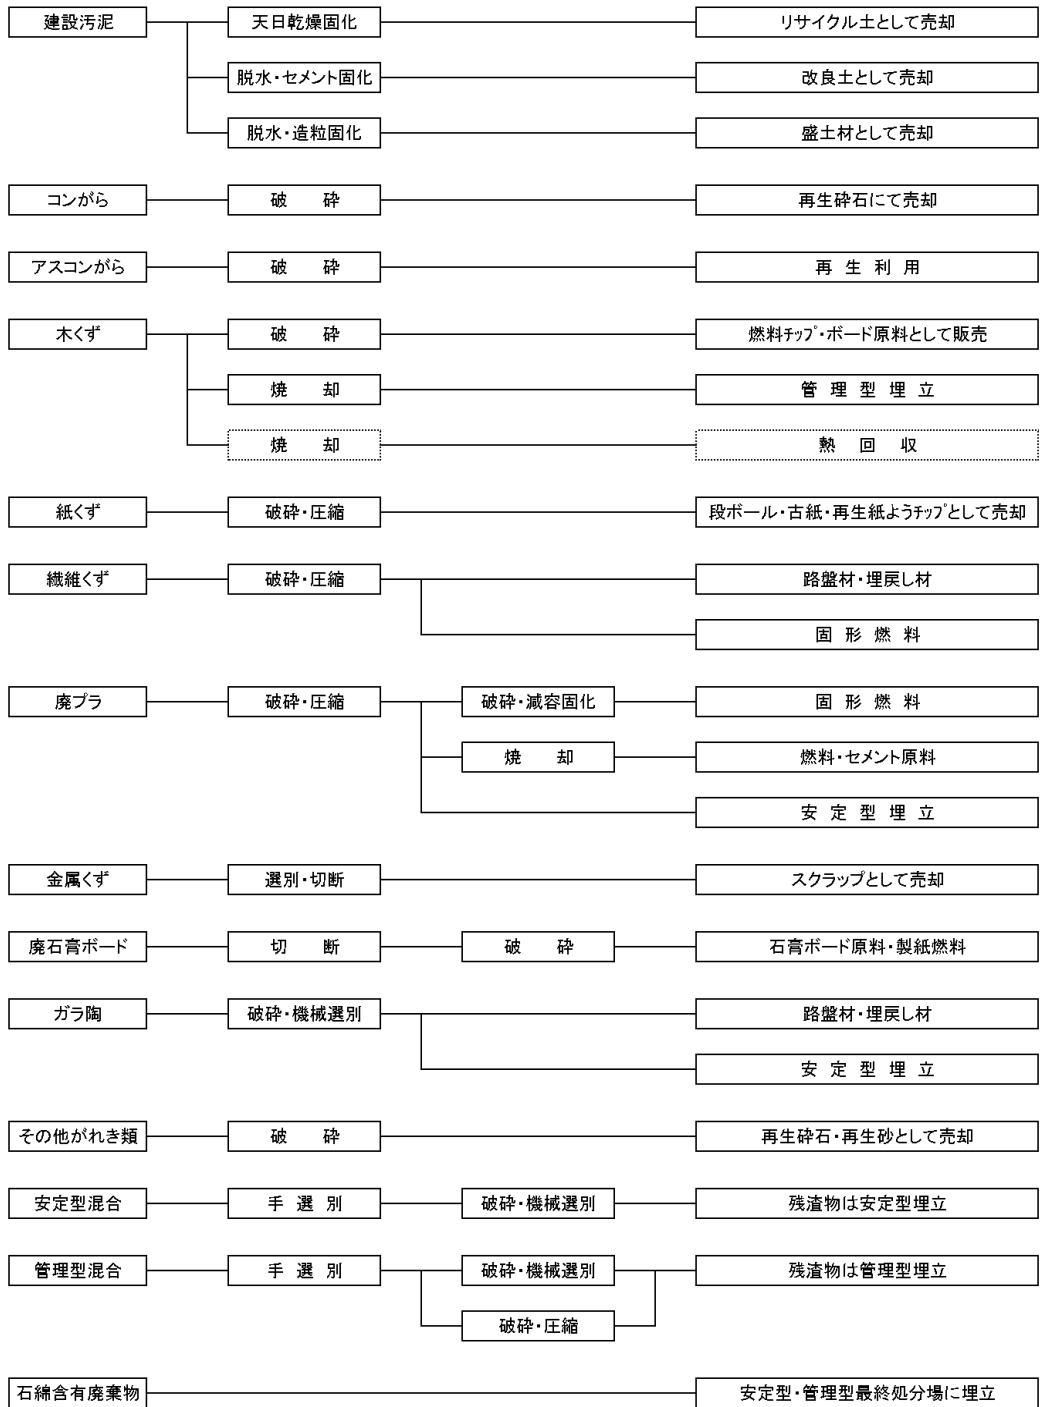 建設汚泥 天日乾燥固化 リサイクル土として売却
脱水・セメント固化 改良土として売却
脱水・造粒固化 盛土材として売却
コンがら 破 砕 再生砕石にて売却
アスコンがら 破 砕 再 生 利 用
木くず 破 砕 燃料ﾁｯﾌﾟ・ボード原料として販売
焼 却 管 理 型 埋 立
焼 却 熱 回 収
紙くず 破砕・圧縮 段ボール・古紙・再生紙ようﾁｯﾌﾟとして売却
繊維くず 破砕・圧縮 路盤材・埋戻し材
固 形 燃 料
廃プラ 破砕・圧縮 破砕・減容固化 固 形 燃 料
焼 却 燃料・セメント原料
安 定 型 埋 立
金属くず 選別・切断 スクラップとして売却
廃石膏ボード 切 断 破 砕 石膏ボード原料・製紙燃料
ガラ陶 破砕・機械選別 路盤材・埋戻し材
安 定 型 埋 立
その他がれき類 破 砕 再生砕石・再生砂として売却
安定型混合 手 選 別 破砕・機械選別 残渣物は安定型埋立
管理型混合 手 選 別 破砕・機械選別 残渣物は管理型埋立
破砕・圧縮
石綿含有廃棄物 安定型・管理型最終処分場に埋立